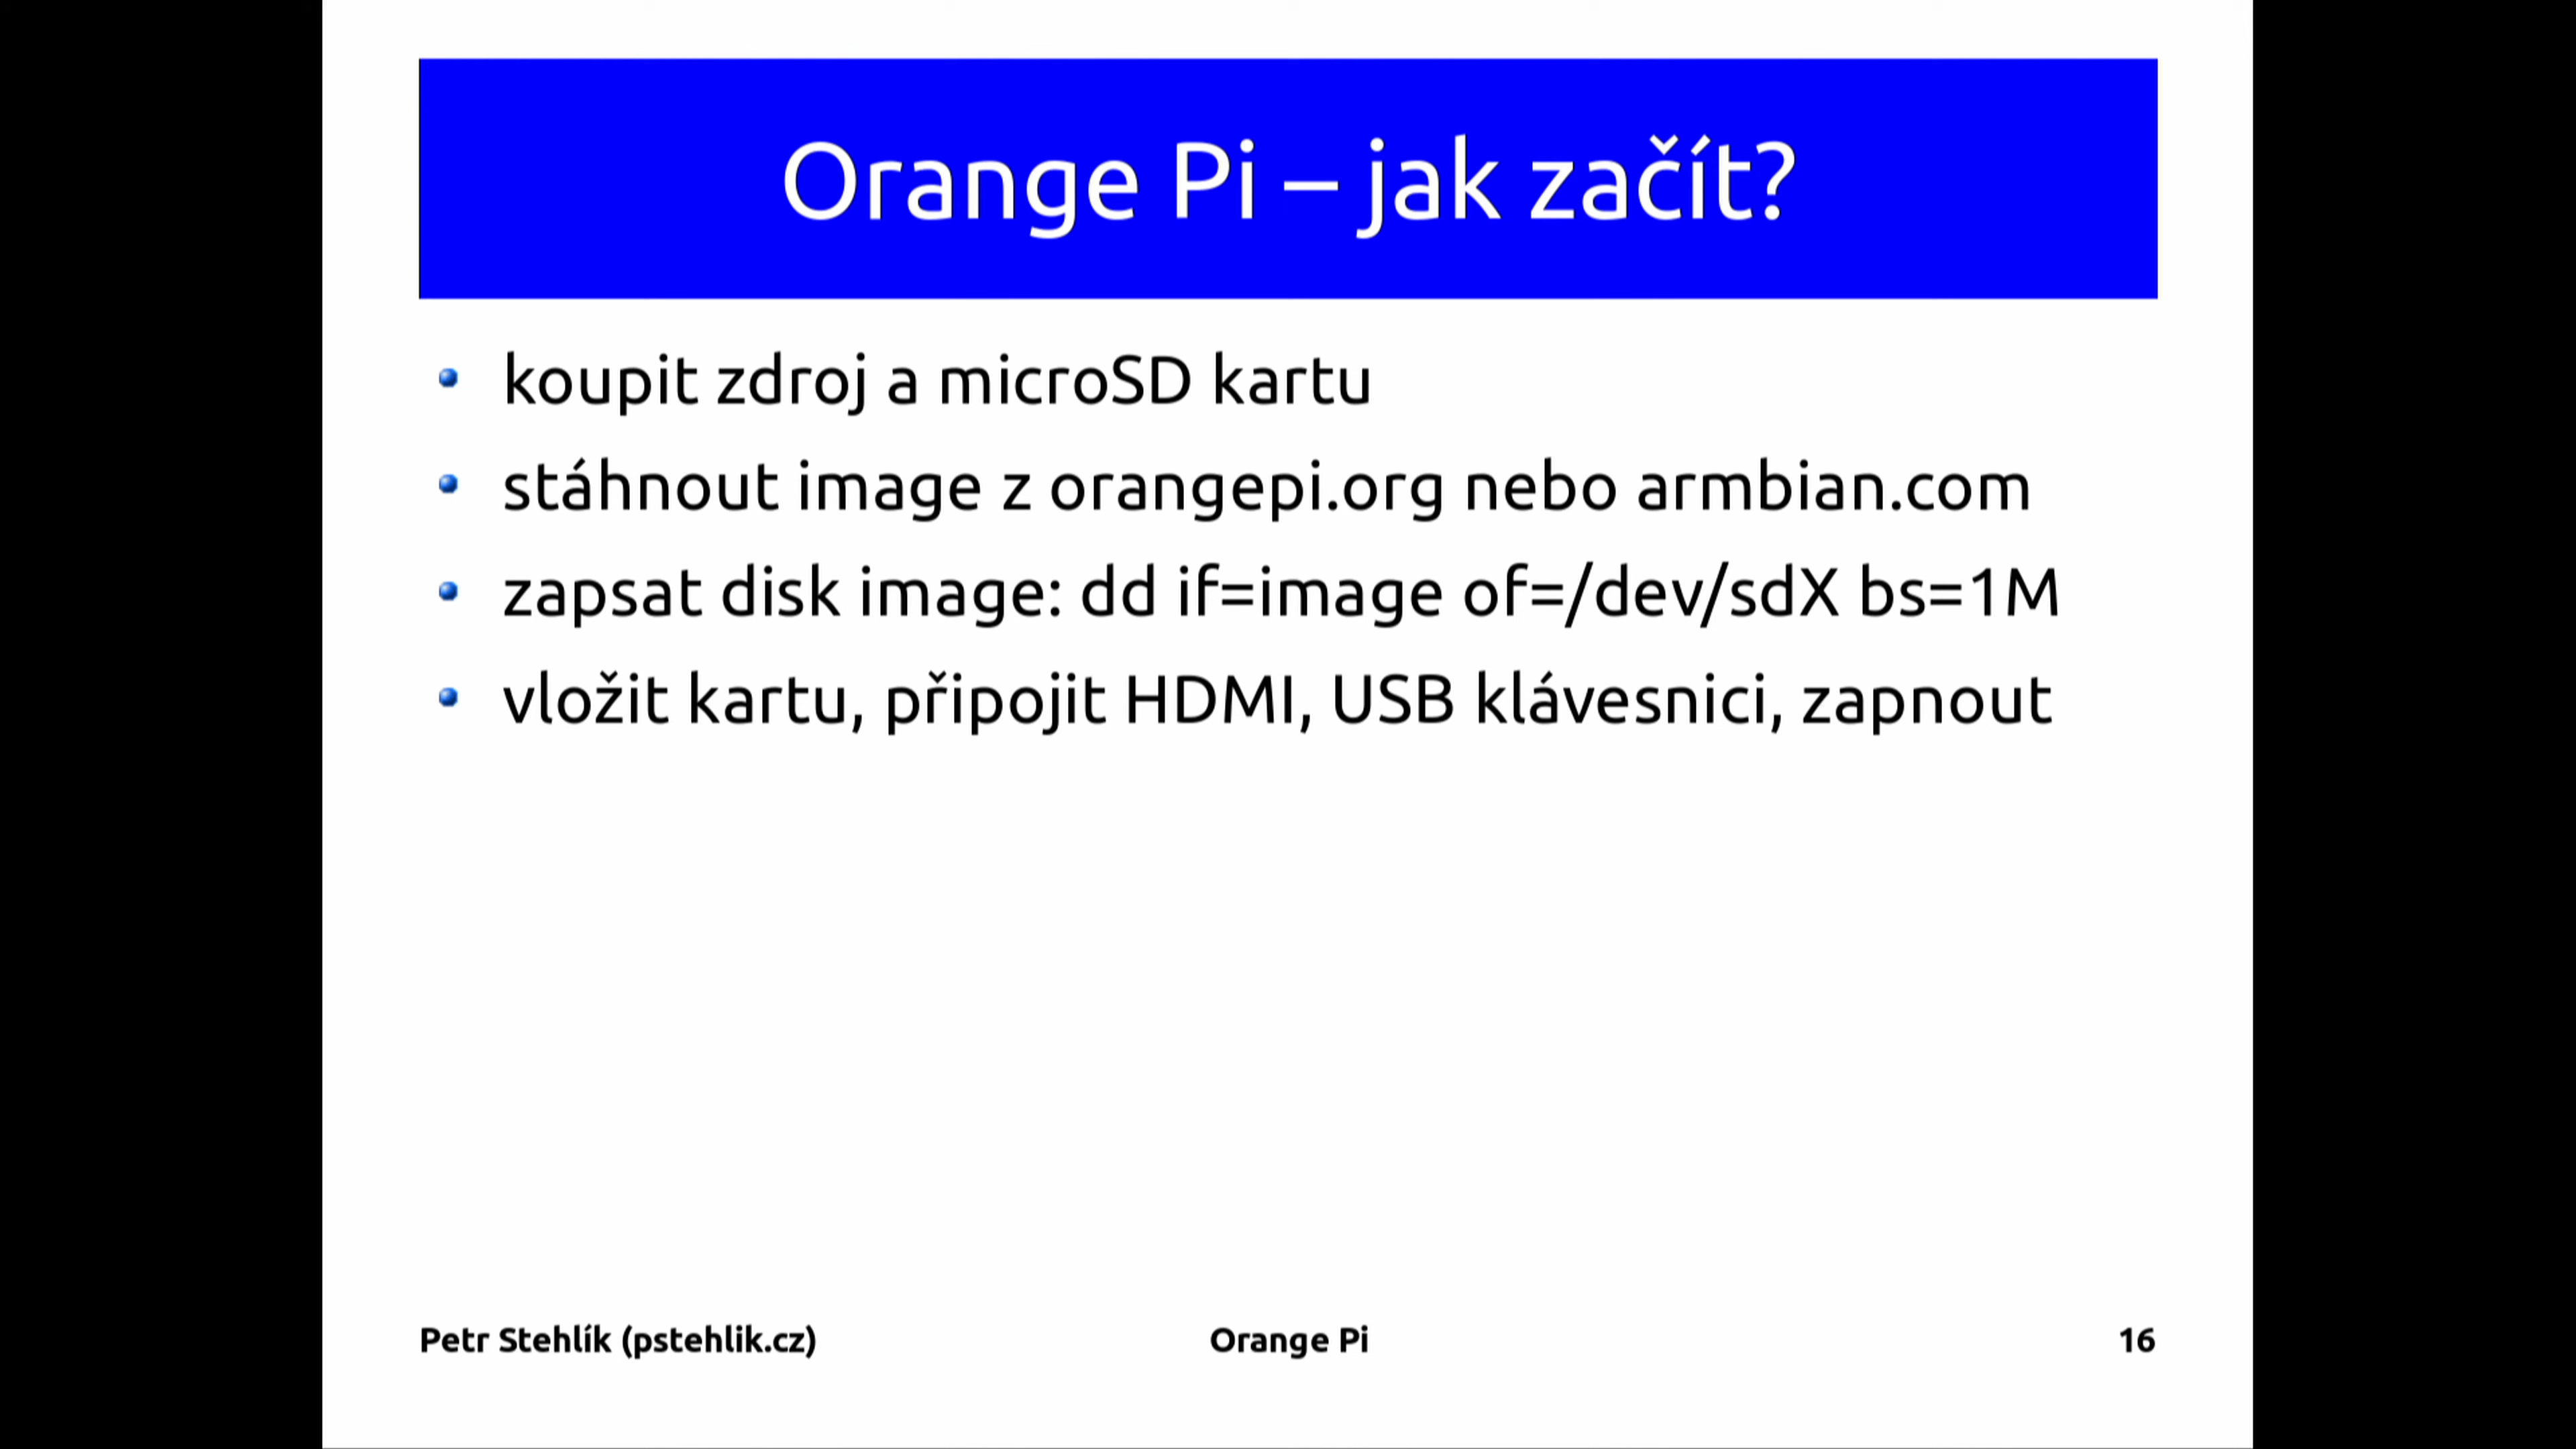 Orange Pi – jak začít?
koupit zdroj a microSD kartu
stáhnout image z orangepi.org nebo armbian.com
zapsat disk image: dd if=image of=/dev/sdX bs=1M
vložit kartu, připojit HDMI, USB klávesnici, zapnout
Petr Stehlík (pstehlik.cz) Orange Pi 16